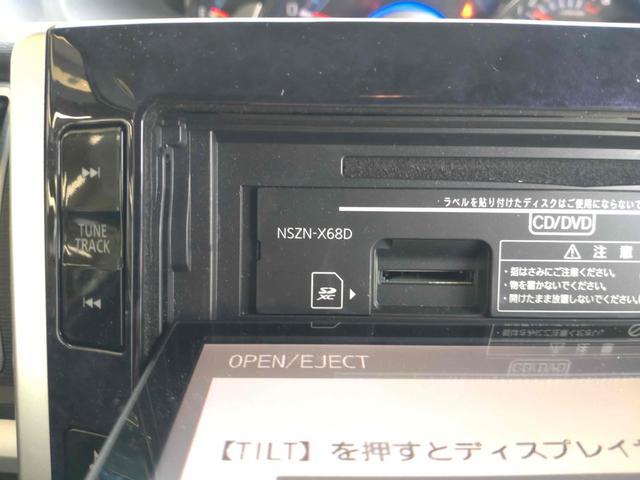 TUNE
TRACK
ラベルを貼り付けたディスクはご使用にならないで
CD/DVD
NSZN-X68D
注 意
・指はさみにご注意ください。
・物を置かないでください。
・開けたまま放置しないでください。
SD
XC
OPEN/EJECT
【TILT】を押すとディスプレイ